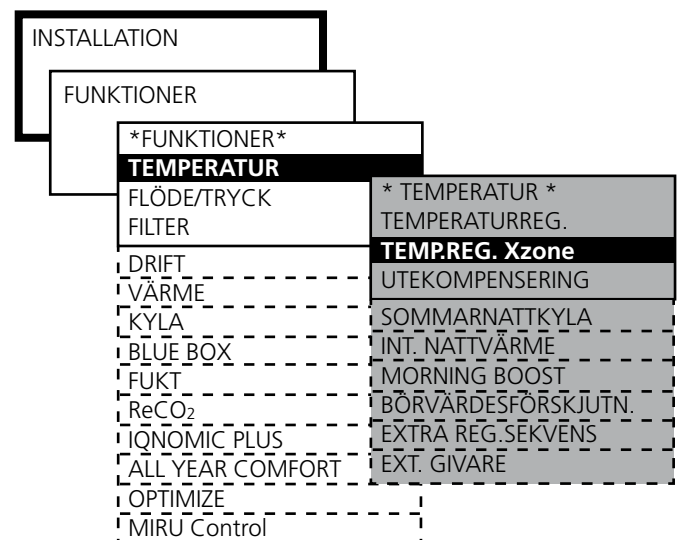 INSTALLATION
FUNKTIONER
*FUNKTIONER*
TEMPERATUR
FLÖDE/TRYCK
FILTER
DRIFT
VÄRME
KYLA
BLUE BOX
FUKT
ReCO₂
IQNOMIC PLUS
ALL YEAR COMFORT
OPTIMIZE
MIRU Control
* TEMPERATUR *
TEMPERATURREG.
TEMP.REG. Xzone
UTEKOMPENSERING
SOMMARNATTKYLA
INT. NATTVÄRME
MORNING BOOST
BÖRVÄRDESFÖRSKJUTN.
EXTRA REG.SEKVENS
EXT. GIVARE